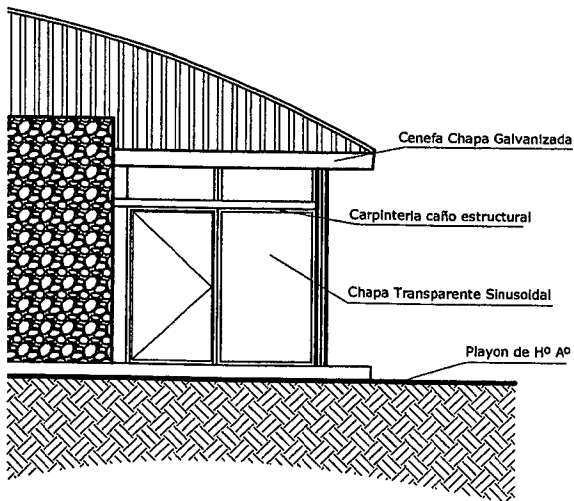 Cenefa Chapa Galvanizada
Carpinteria caño estructural
Chapa Transparente Sinusoidal
Playon de Hº Aº